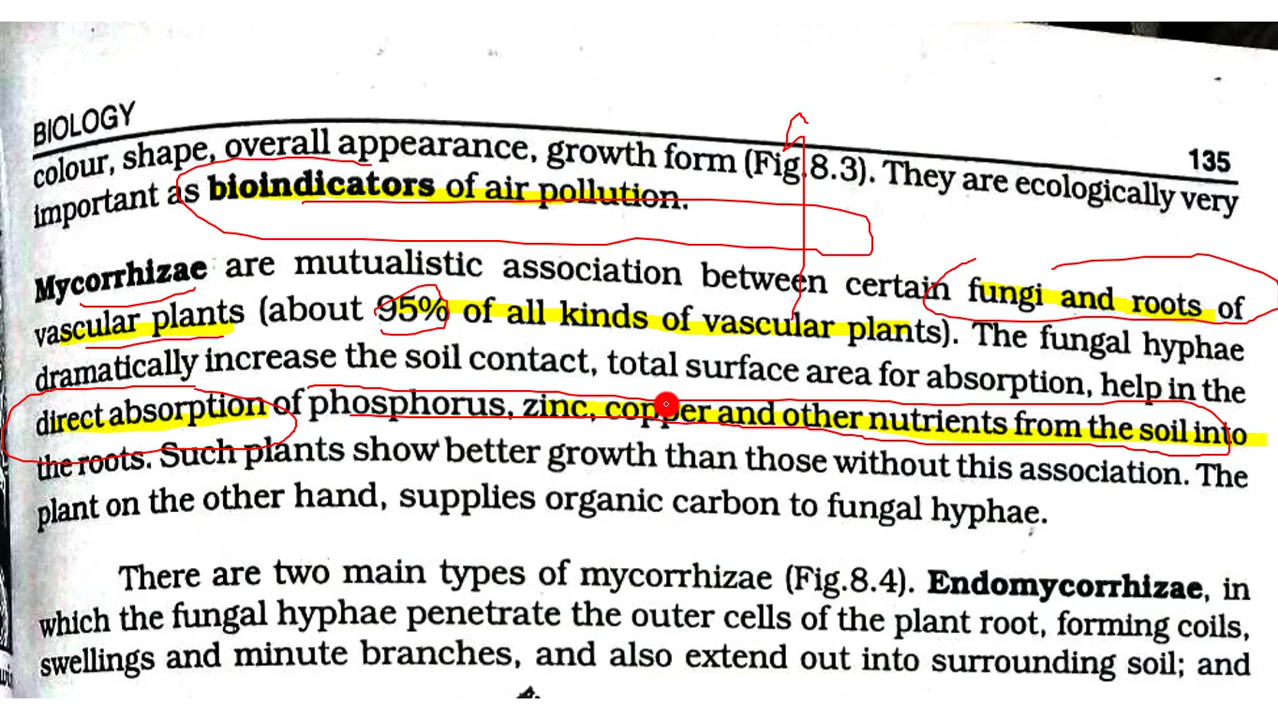 BIOLOGY
135
colour, shape, overall appearance, growth form (Fig.8.3). They are ecologically very
important as bioindicators of air pollution.
Mycorrhizae are mutualistic association between certain fungi and roots of
vascular plants (about 95% of all kinds of vascular plants). The fungal hyphae
dramatically increase the soil contact, total surface area for absorption, help in the
direct absorption of phosphorus, zinc, copper and other nutrients from the soil into
the roots. Such plants show better growth than those without this association. The
plant on the other hand, supplies organic carbon to fungal hyphae.
There are two main types of mycorrhizae (Fig.8.4). Endomycorrhizae, in
which the fungal hyphae penetrate the outer cells of the plant root, forming coils,
swellings and minute branches, and also extend out into surrounding soil; and